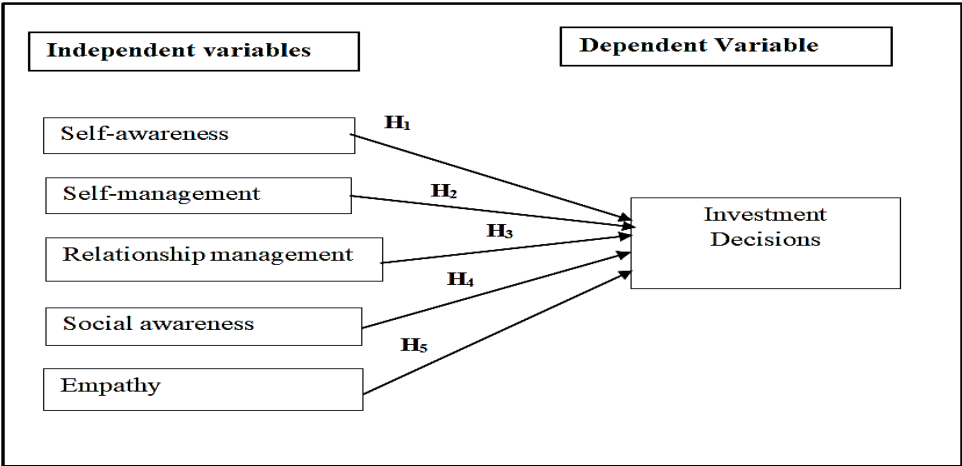 Independent variables
Dependent Variable
Self-awareness
H₁
Self-management
H₂
Relationship management
H₃
Social awareness
H₄
Empathy
H₅
Investment
Decisions